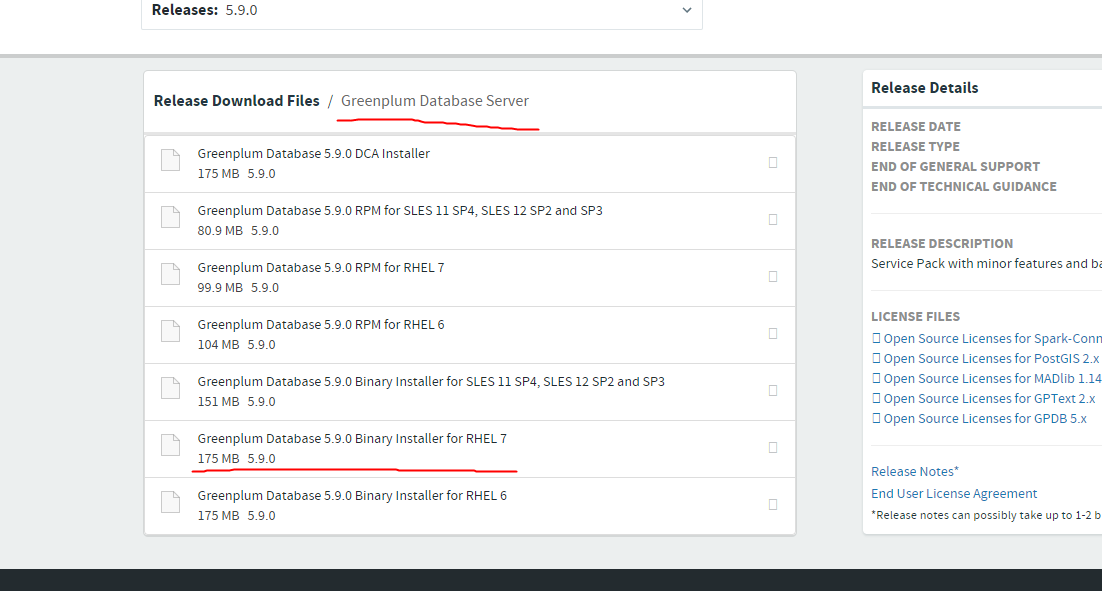 Releases: 5.9.0
Release Download Files / Greenplum Database Server
Greenplum Database 5.9.0 DCA Installer
175 MB 5.9.0
Greenplum Database 5.9.0 RPM for SLES 11 SP4, SLES 12 SP2 and SP3
80.9 MB 5.9.0
Greenplum Database 5.9.0 RPM for RHEL 7
99.9 MB 5.9.0
Greenplum Database 5.9.0 RPM for RHEL 6
104 MB 5.9.0
Greenplum Database 5.9.0 Binary Installer for SLES 11 SP4, SLES 12 SP2 and SP3
151 MB 5.9.0
Greenplum Database 5.9.0 Binary Installer for RHEL 7
175 MB 5.9.0
Greenplum Database 5.9.0 Binary Installer for RHEL 6
175 MB 5.9.0
Release Details
RELEASE DATE
RELEASE TYPE
END OF GENERAL SUPPORT
END OF TECHNICAL GUIDANCE
RELEASE DESCRIPTION
Service Pack with minor features and ba
LICENSE FILES
Open Source Licenses for Spark-Conn
Open Source Licenses for PostGIS 2.x
Open Source Licenses for MADlib 1.14
Open Source Licenses for GPText 2.x
Open Source Licenses for GPDB 5.x
Release Notes*
End User License Agreement
*Release notes can possibly take up to 1-2 b